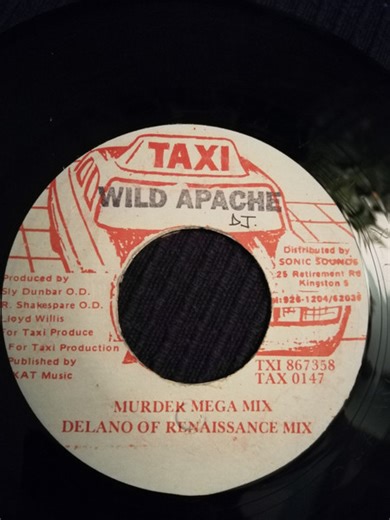 TAXI
WILD APACHE
DJ.
Produced by
Sly Dunbar O.D.
R. Shakespare O.D.
Lloyd Willis
For Taxi Produce
For Taxi Production
Published by
IXAT Music
Distributed by
SONIC SOUNDS
25 Retirement Rd
Kingston 5
926-1204/62038
TXI 867358
TAX 0147
MURDER MEGA MIX
DELANO OF RENAISSANCE MIX